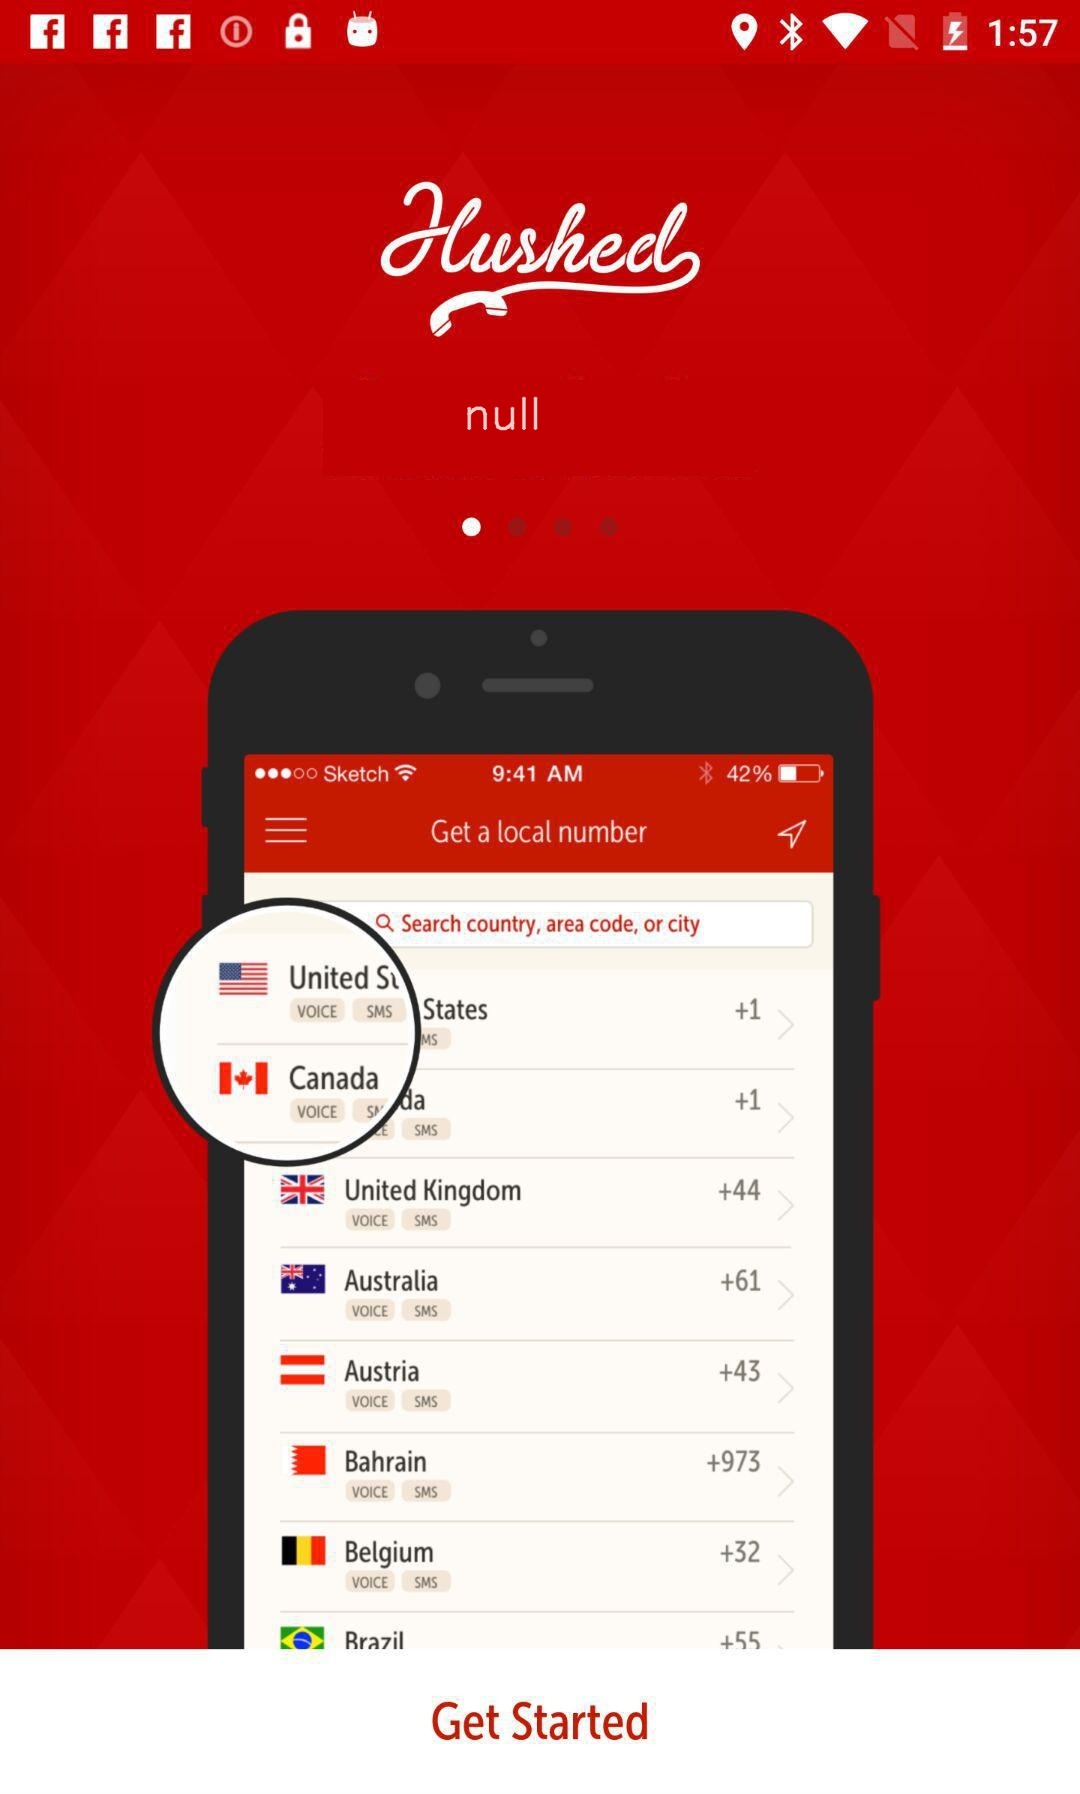 1:57
Hushed
null
Sketch 9:41 AM 42%
Get a local number
Search country, area code, or city
United St
VOICE SMS
States +1
MS
Canada
VOICE SM
da +1
CE SMS
United Kingdom +44
VOICE SMS
Australia +61
VOICE SMS
Austria +43
VOICE SMS
Bahrain +973
VOICE SMS
Belgium +32
VOICE SMS
Brazil +55
Get Started